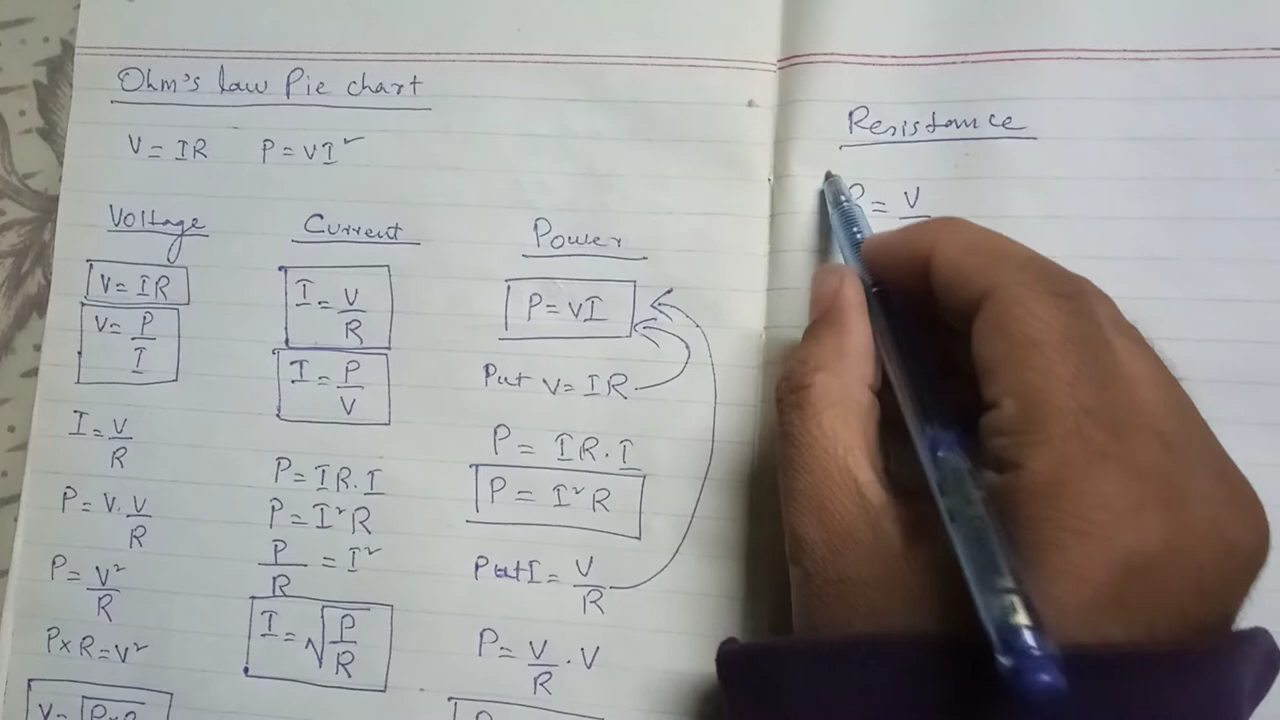 Ohm's law Pie chart
V = IR P = VI²
Voltage
V = IR
V = P/I
I = V/R
P = V. V/R
P = V²/R
P x R = V²
Current
I = V/R
I = P/V
P = IR. I
P = I²R
P/R = I²
I = √P/R
Power
P = VI
Put V = IR
P = IR. I
P = I²R
Put I = V/R
P = V/R . V
Resistance
= V